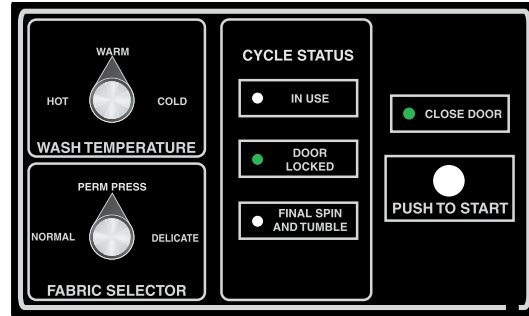 WARM
HOT
COLD
WASH TEMPERATURE
PERM PRESS
NORMAL
DELICATE
FABRIC SELECTOR
CYCLE STATUS
IN USE
DOOR
LOCKED
FINAL SPIN
AND TUMBLE
CLOSE DOOR
PUSH TO START